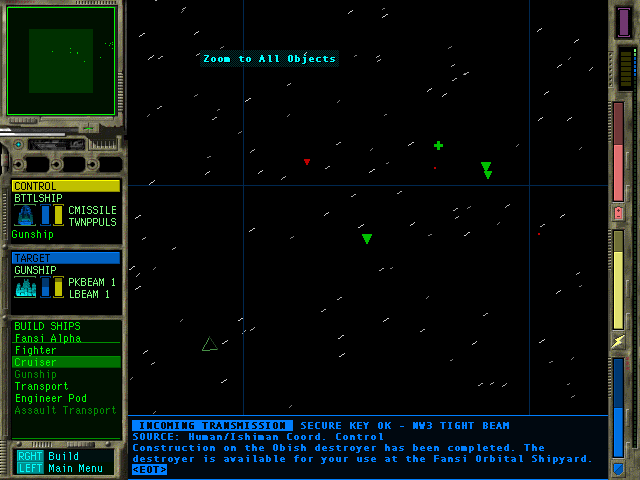 Zoom to All Objects
CONTROL
BTTLSHIP
CMISSILE
TWNPPULS
Gunship
TARGET
GUNSHIP
PKBEAM 1
LBEAM 1
BUILD SHIPS
Fansi Alpha
Fighter
Cruiser
Gunship
Transport
Engineer Pod
Assault Transport
RGHT Build
LEFT Main Menu
INCOMING TRANSMISSION SECURE KEY OK - NW3 TIGHT BEAM
SOURCE: Human/Ishiman Coord. Control
Construction on the Obish destroyer has been completed. The
destroyer is available for your use at the Fansi Orbital Shipyard.
<EOT>